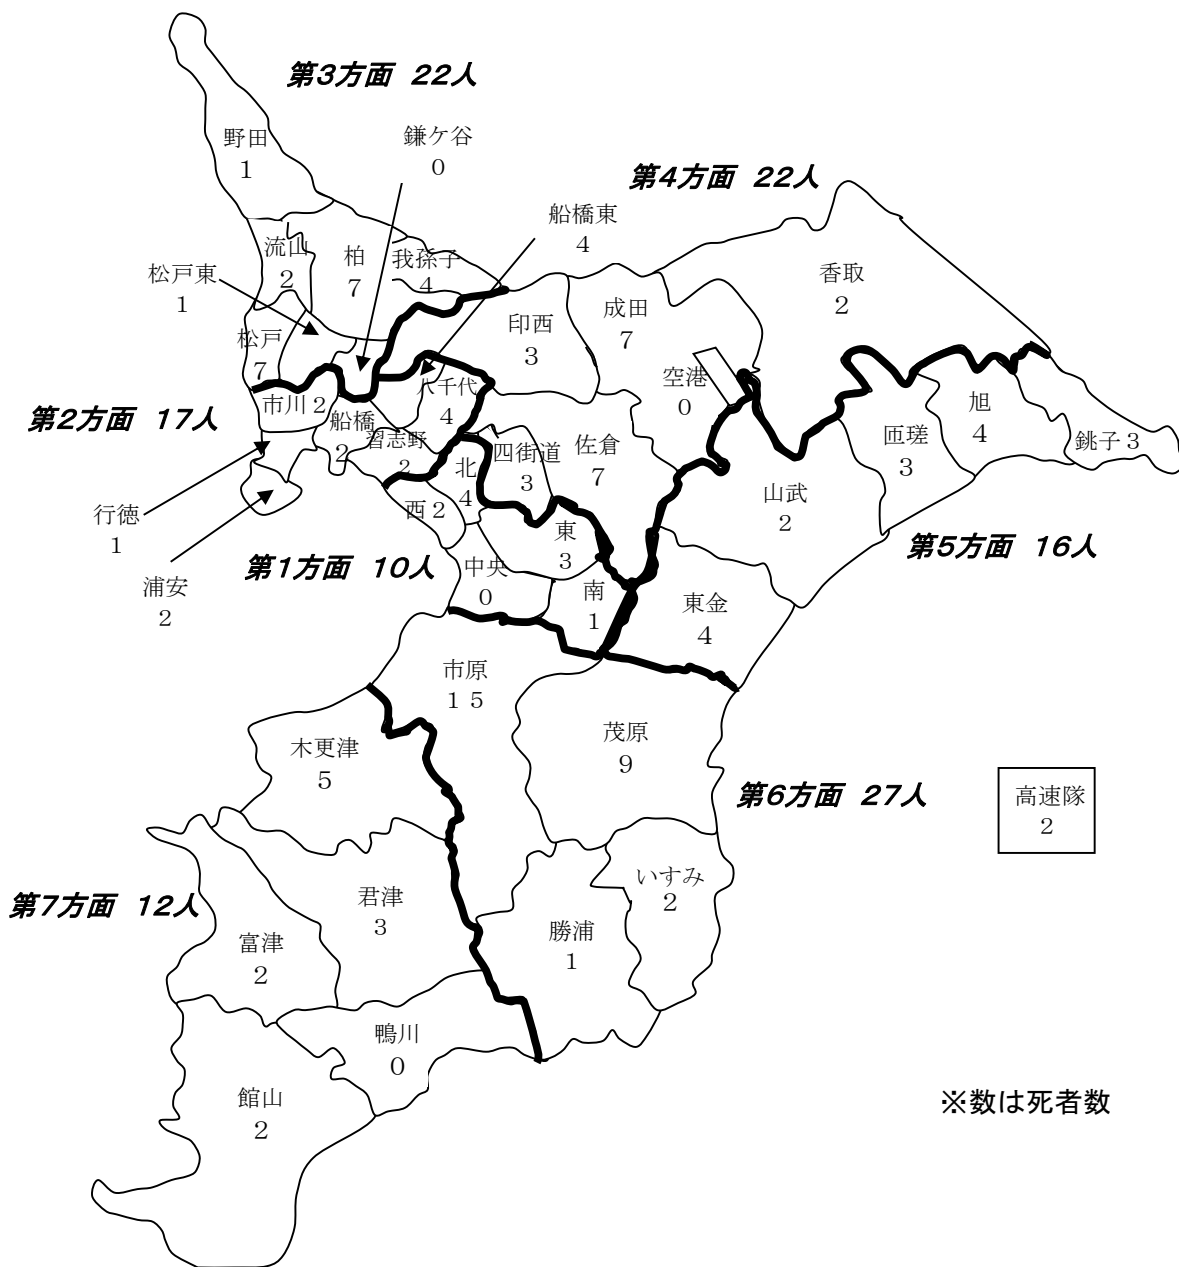 第3方面 22人
野田
1
鎌ケ谷
0
第4方面 22人
船橋東
4
流山
2
柏
7
我孫子
4
松戸東
1
松戸
7
香取
2
成田
7
印西
3
空港
0
第2方面 17人
市川 2
船橋
2
八千代
4
習志野
2
行徳
1
浦安
2
北
4
四街道
3
佐倉
7
旭
4
銚子 3
匝瑳
3
山武
2
第5方面 16人
西 2
東
3
第1方面 10人
中央
0
南
1
東金
4
市原
15
木更津
5
茂原
9
第6方面 27人
高速隊
2
第7方面 12人
君津
3
富津
2
いすみ
2
勝浦
1
鴨川
0
館山
2
※数は死者数